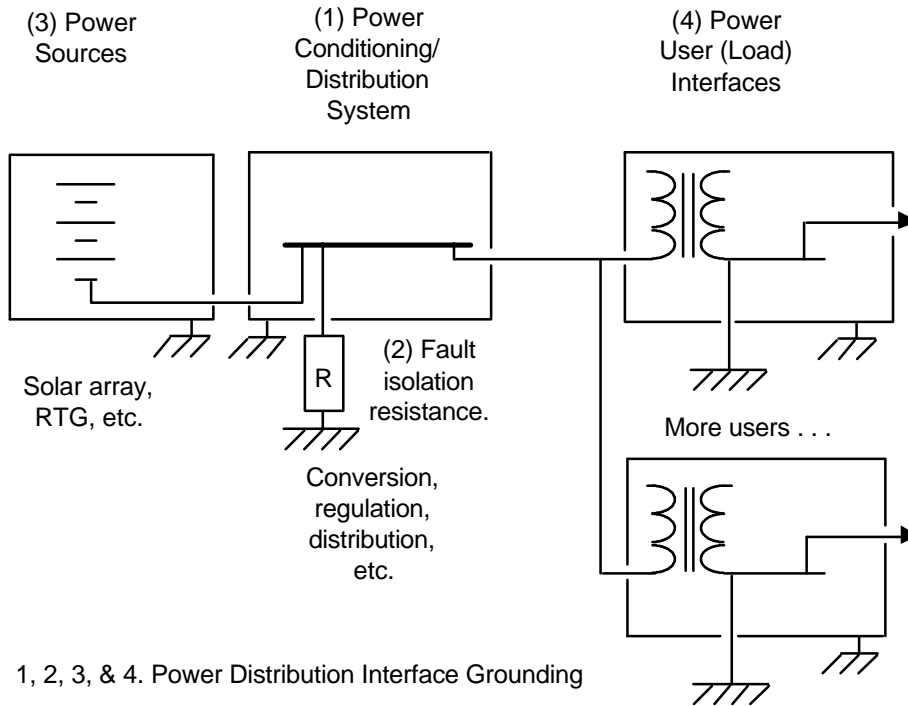 (3) Power
Sources
(1) Power
Conditioning/
Distribution
System
(4) Power
User (Load)
Interfaces
R
(2) Fault
isolation
resistance.
Solar array,
RTG, etc.
Conversion,
regulation,
distribution,
etc.
More users . . .
1, 2, 3, & 4. Power Distribution Interface Grounding